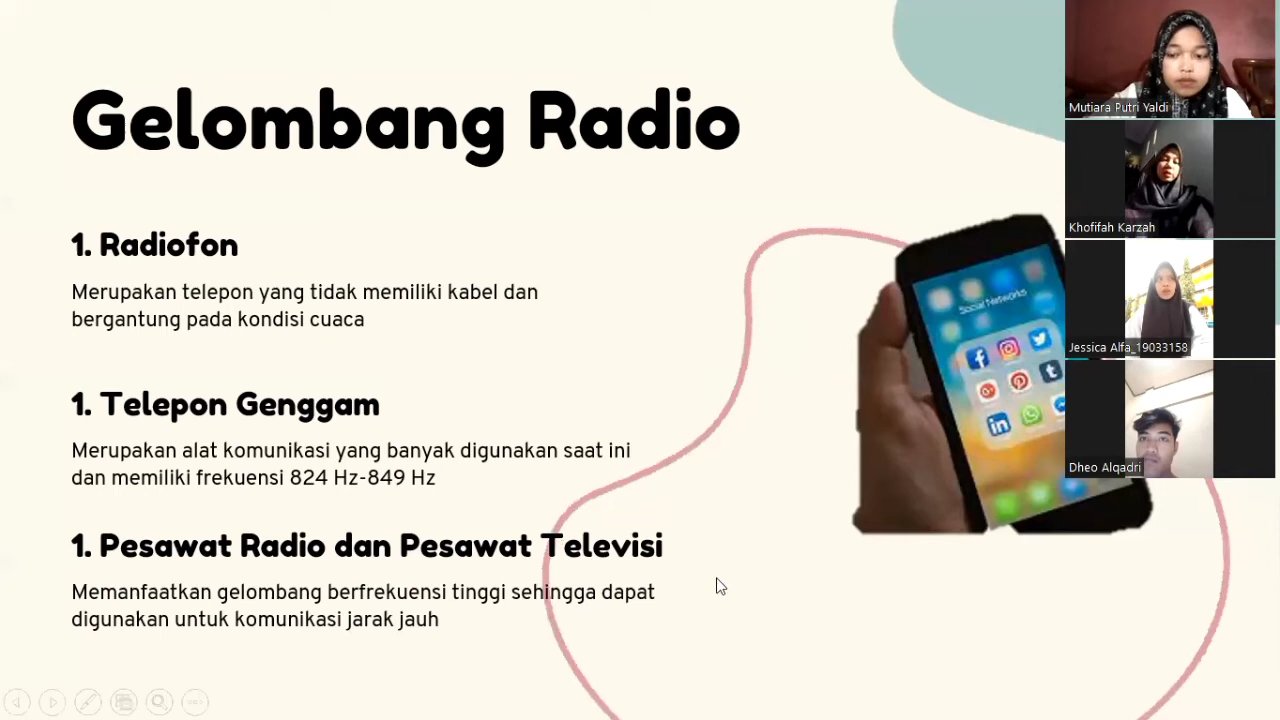 Gelombang Radio
1. Radiofon
Merupakan telepon yang tidak memiliki kabel dan
bergantung pada kondisi cuaca
1. Telepon Genggam
Merupakan alat komunikasi yang banyak digunakan saat ini
dan memiliki frekuensi 824 Hz-849 Hz
1. Pesawat Radio dan Pesawat Televisi
Memanfaatkan gelombang berfrekuensi tinggi sehingga dapat
digunakan untuk komunikasi jarak jauh
Social Networks
Mutiara Putri Yaldi
Khofifah Karzah
Jessica Alfa_19033158
Dheo Alqadri